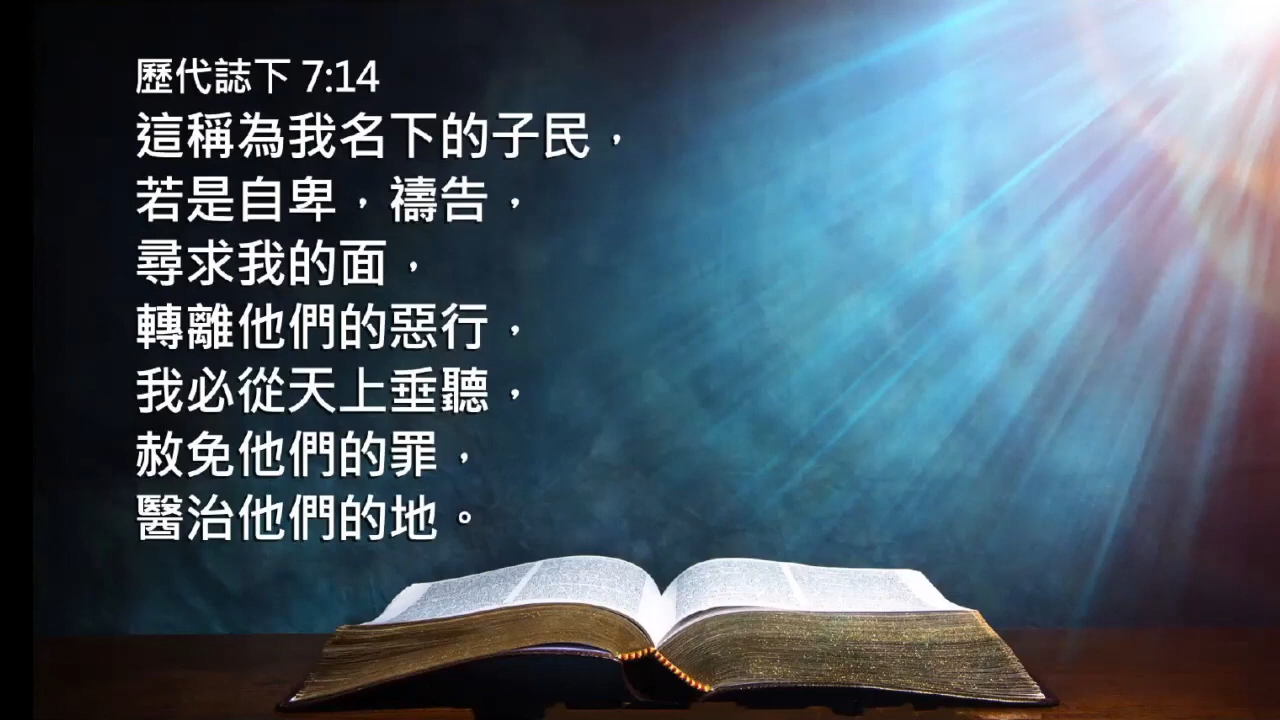 歷代誌下 7:14
這稱為我名下的子民，
若是自卑，禱告，
尋求我的面，
轉離他們的惡行，
我必從天上垂聽，
赦免他們的罪，
醫治他們的地。